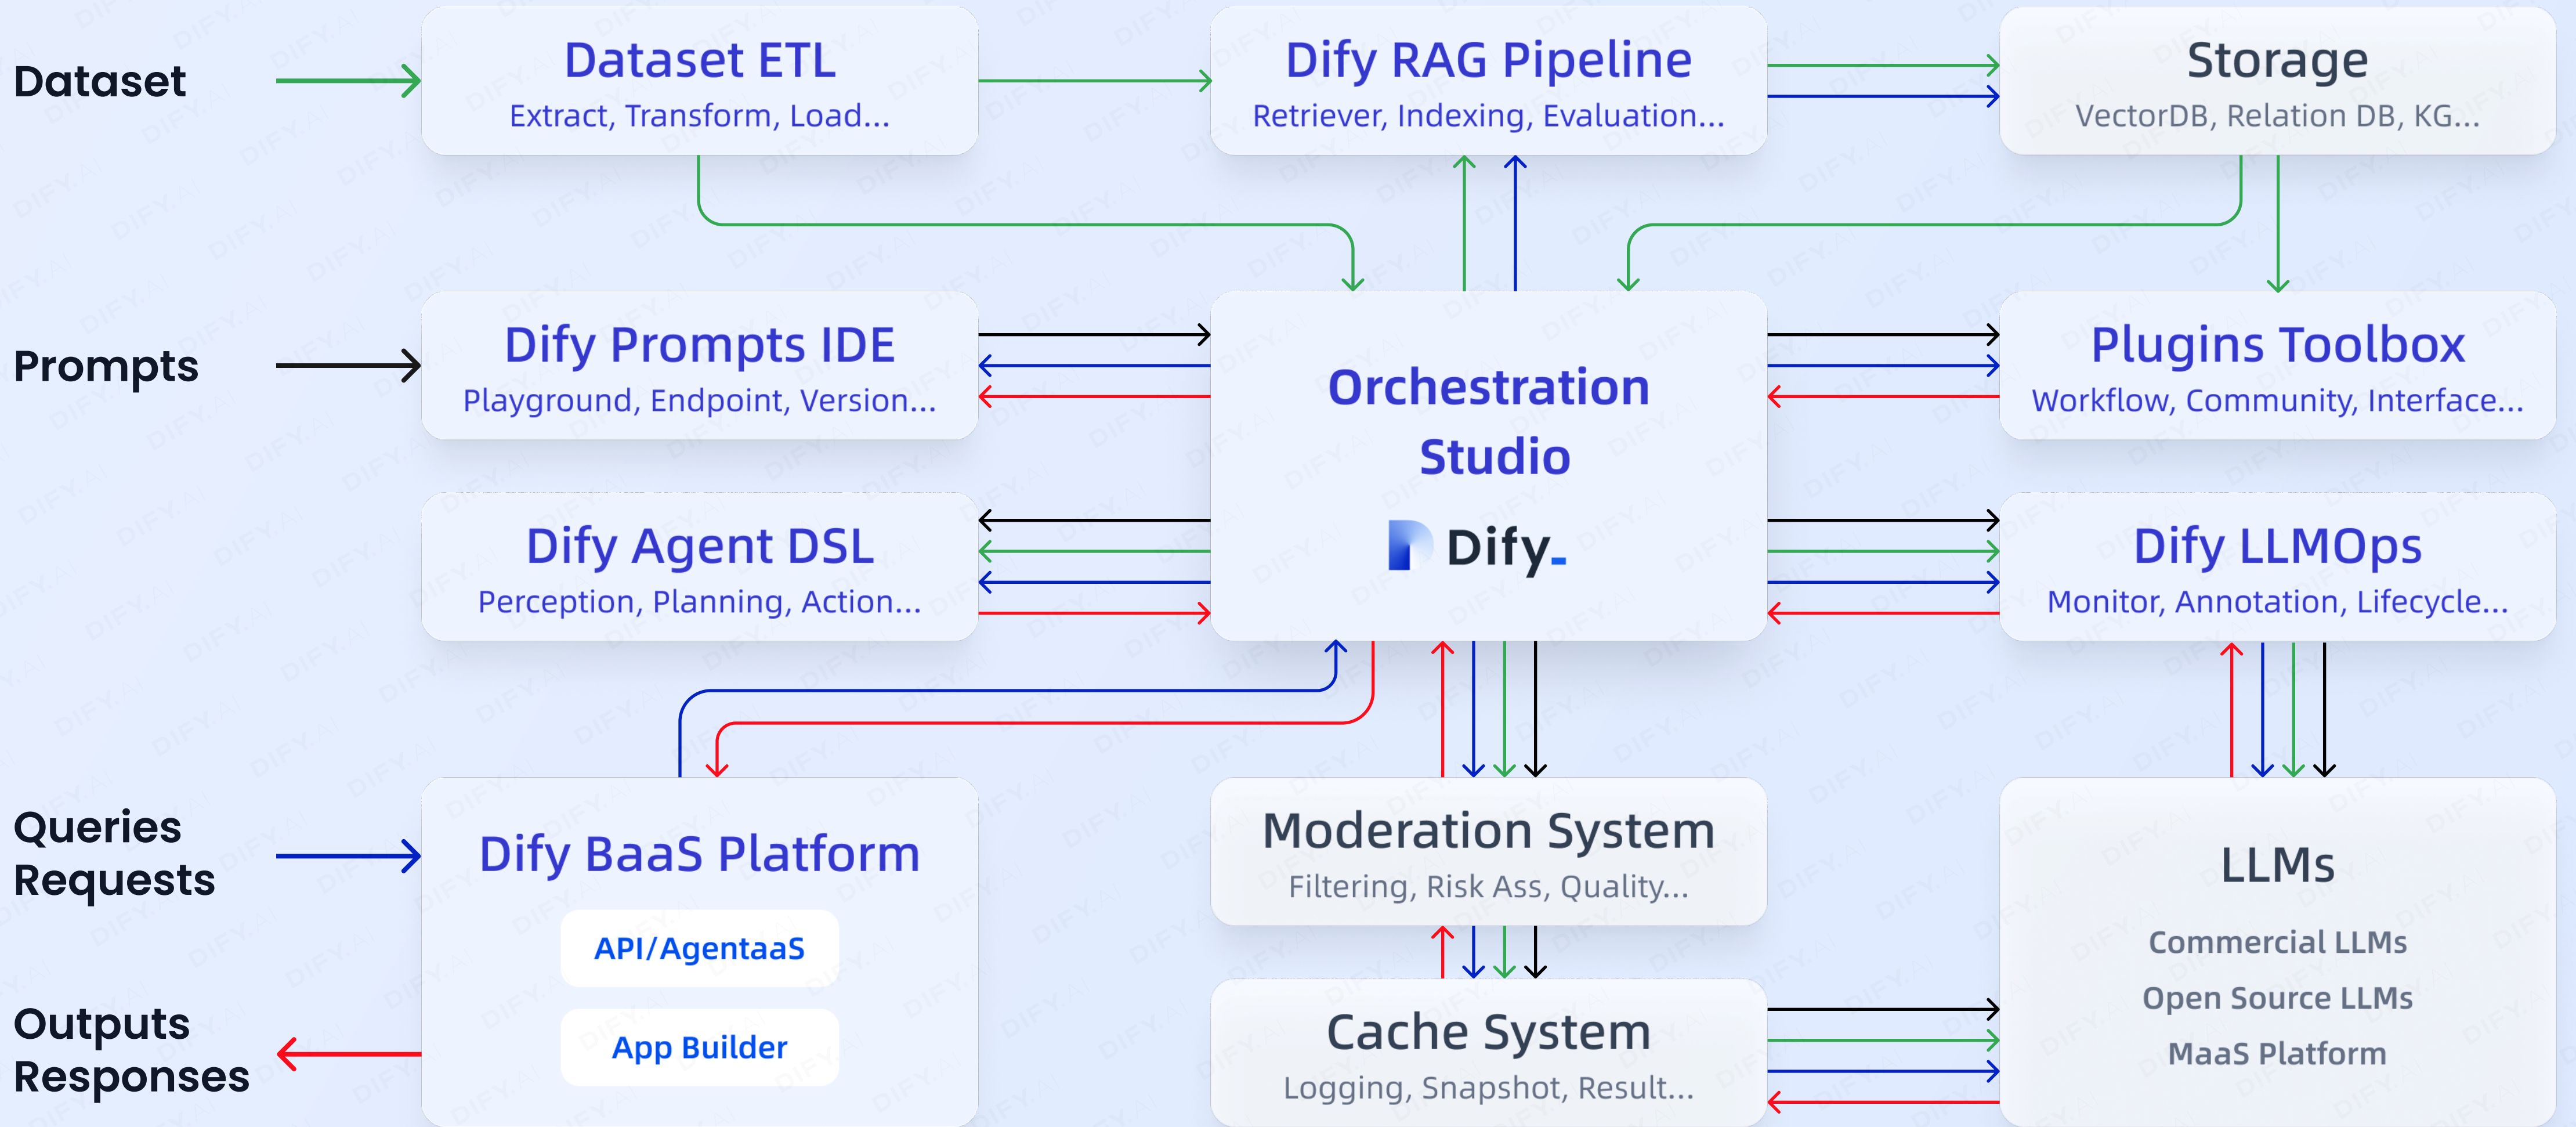 Dataset
Dataset ETL
Extract, Transform, Load...
Dify RAG Pipeline
Retriever, Indexing, Evaluation...
Storage
VectorDB, Relation DB, KG...
Prompts
Dify Prompts IDE
Playground, Endpoint, Version...
Orchestration
Studio
Dify_
Plugins Toolbox
Workflow, Community, Interface...
Dify Agent DSL
Perception, Planning, Action...
Dify LLMOps
Monitor, Annotation, Lifecycle...
Queries
Requests
Outputs
Responses
Dify BaaS Platform
API/AgentaaS
App Builder
Moderation System
Filtering, Risk Ass, Quality...
Cache System
Logging, Snapshot, Result...
LLMs
Commercial LLMs
Open Source LLMs
MaaS Platform
DIFY.AI